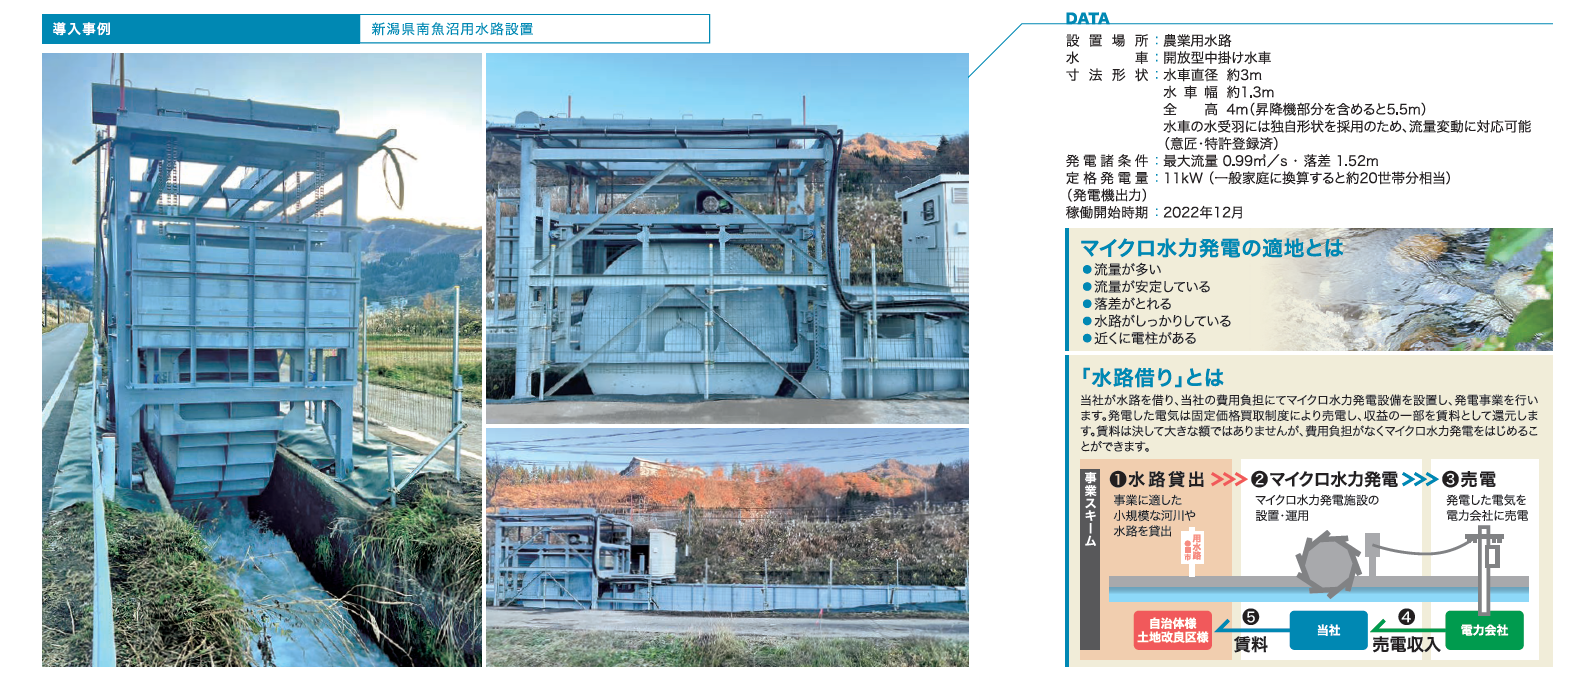 導入事例
新潟県南魚沼用水路設置
DATA
設置場所：農業用水路
水車：開放型中掛け水車
寸法形状：水車直径 約3m
水車幅 約1.3m
全高 4m（昇降機部分を含めると5.5m）
水車の水受羽には独自形状を採用のため、流量変動に対応可能
（意匠・特許登録済）
発電諸条件：最大流量 0.99㎥／s・落差 1.52m
定格発電量：11kW（一般家庭に換算すると約20世帯分相当）
（発電機出力）
稼働開始時期：2022年12月
マイクロ水力発電の適地とは
●流量が多い
●流量が安定している
●落差がとれる
●水路がしっかりしている
●近くに電柱がある
「水路借り」とは
当社が水路を借り、当社の費用負担にてマイクロ水力発電設備を設置し、発電事業を行い
ます。発電した電気は固定価格買取制度により売電し、収益の一部を賃料として還元しま
す。賃料は決して大きな額ではありませんが、費用負担がなくマイクロ水力発電をはじめるこ
とができます。
事業スキーム
❶水路貸出
事業に適した
小規模な河川や
水路を貸出
❷マイクロ水力発電
マイクロ水力発電施設の
設置・運用
❸売電
発電した電気を
電力会社に売電
用水路
自治体様
土地改良区様
❺
賃料
当社
❹
売電収入
電力会社